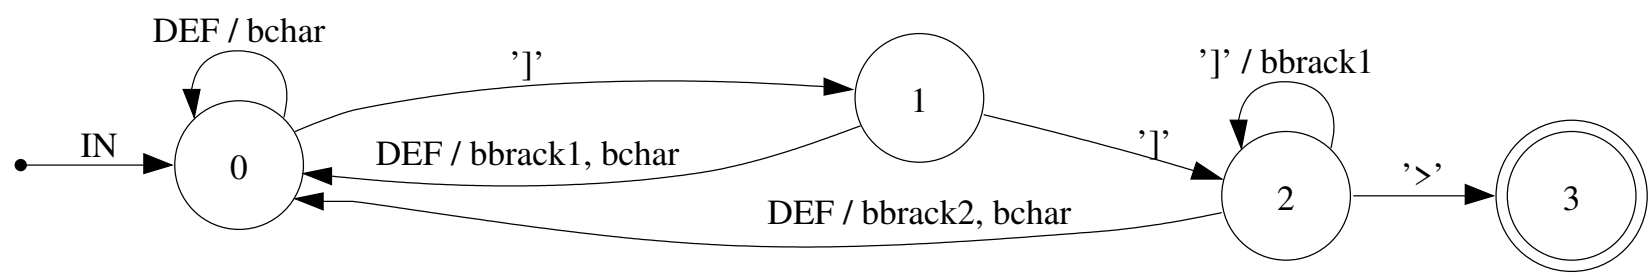 DEF / bchar
’]’
’]’ / bbrack1
1
IN
0
DEF / bbrack1, bchar
’]’
’>’
2
3
DEF / bbrack2, bchar